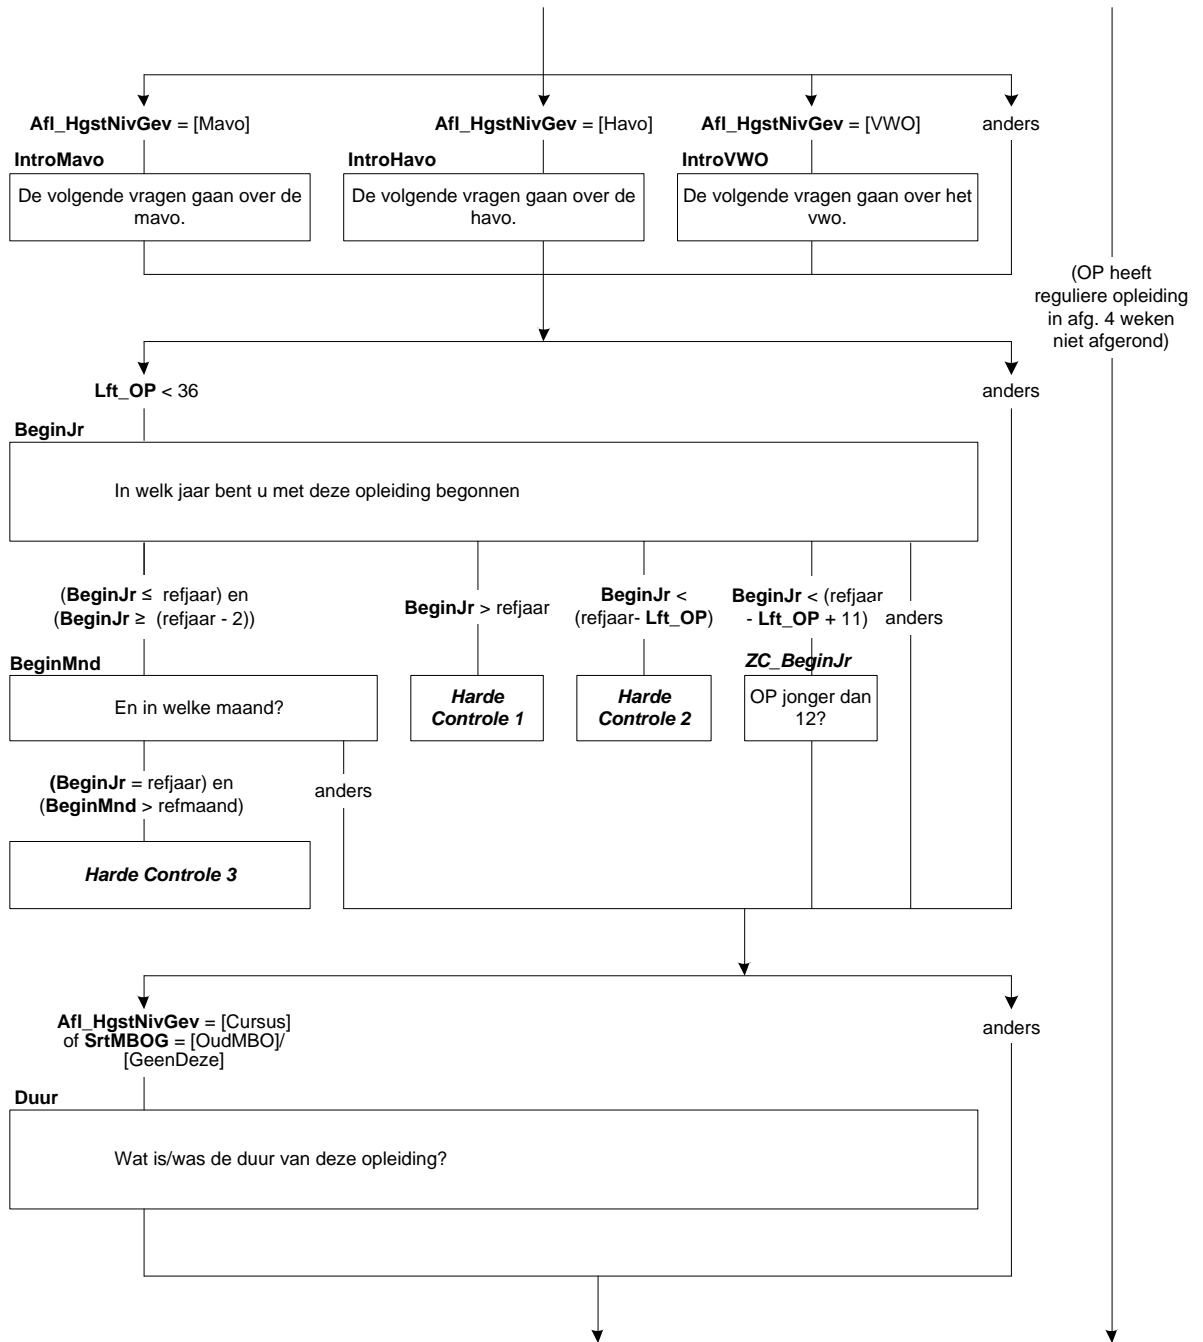 Afl_HgstNivGev = [Mavo]
Afl_HgstNivGev = [Havo]
Afl_HgstNivGev = [VWO]
anders
IntroMavo
De volgende vragen gaan over de
mavo.
IntroHavo
De volgende vragen gaan over de
havo.
IntroVWO
De volgende vragen gaan over het
vwo.
(OP heeft
reguliere opleiding
in afg. 4 weken
niet afgerond)
Lft_OP < 36
anders
BeginJr
In welk jaar bent u met deze opleiding begonnen
(BeginJr ≤ refjaar) en
(BeginJr ≥ (refjaar - 2))
BeginJr > refjaar
BeginJr <
(refjaar- Lft_OP)
BeginJr < (refjaar
- Lft_OP + 11)
anders
BeginMnd
En in welke maand?
Harde
Controle 1
Harde
Controle 2
ZC_BeginJr
OP jonger dan
12?
(BeginJr = refjaar) en
(BeginMnd > refmaand)
anders
Harde Controle 3
Afl_HgstNivGev = [Cursus]
of SrtMBOG = [OudMBO]/
[GeenDeze]
anders
Duur
Wat is/was de duur van deze opleiding?